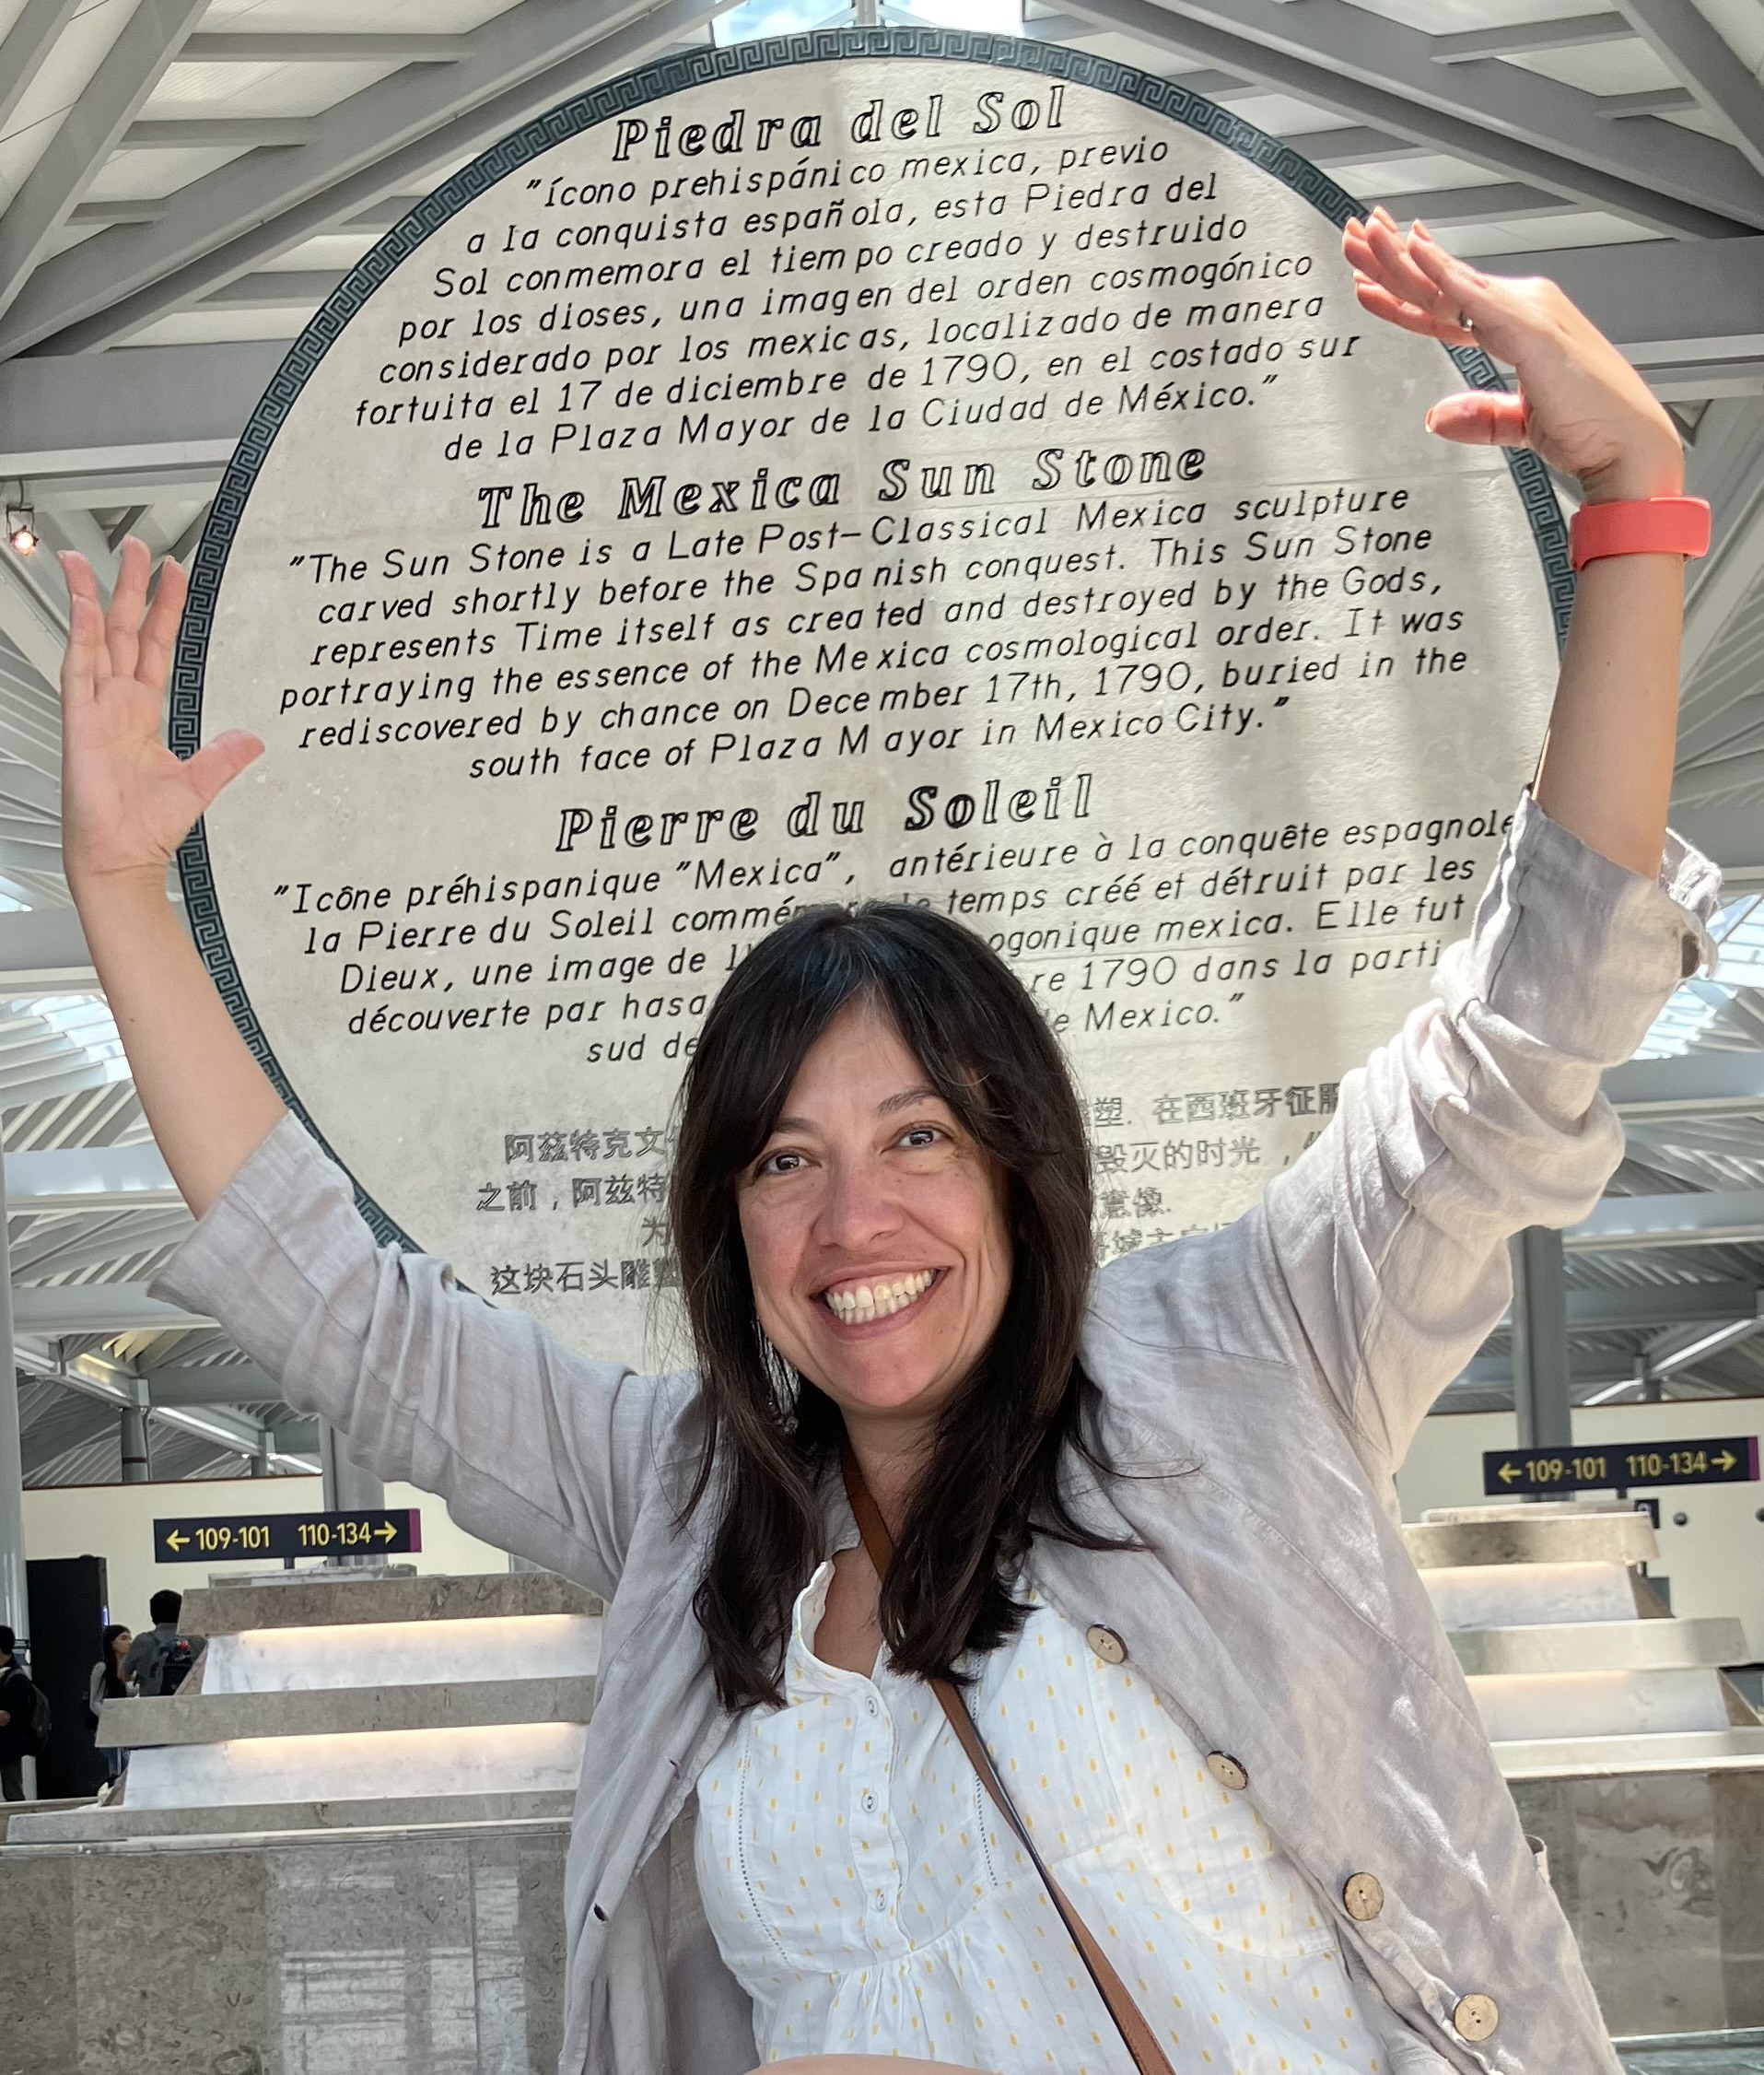 Piedra del Sol
"ícono prehispánico mexica, previo
a la conquista española, esta Piedra del
Sol conmemora el tiempo creado y destruido
por los dioses, una imagen del orden cosmogónico
considerado por los mexicas, localizado de manera
fortuita el 17 de diciembre de 1790, en el costado sur
de la Plaza Mayor de la Ciudad de México."
The Mexica Sun Stone
"The Sun Stone is a Late Post-Classical Mexica sculpture
carved shortly before the Spanish conquest. This Sun Stone
represents Time itself as created and destroyed by the Gods,
portraying the essence of the Mexica cosmological order. It was
rediscovered by chance on December 17th, 1790, buried in the
south face of Plaza Mayor in Mexico City."
Pierre du Soleil
"Icône préhispanique "Mexica", antérieure à la conquête espagnole
la Pierre du Soleil temps créé et détruit par les
Dieux, une image de mexica. Elle fut
découverte par 1790 dans la
sud Mexico."
阿兹特克文 塑. 在西班牙征服
之前, 阿兹特 毁灭的时光,
为 意像.
这块石头雕
←109-101 110-134→
←109-101 110-134→